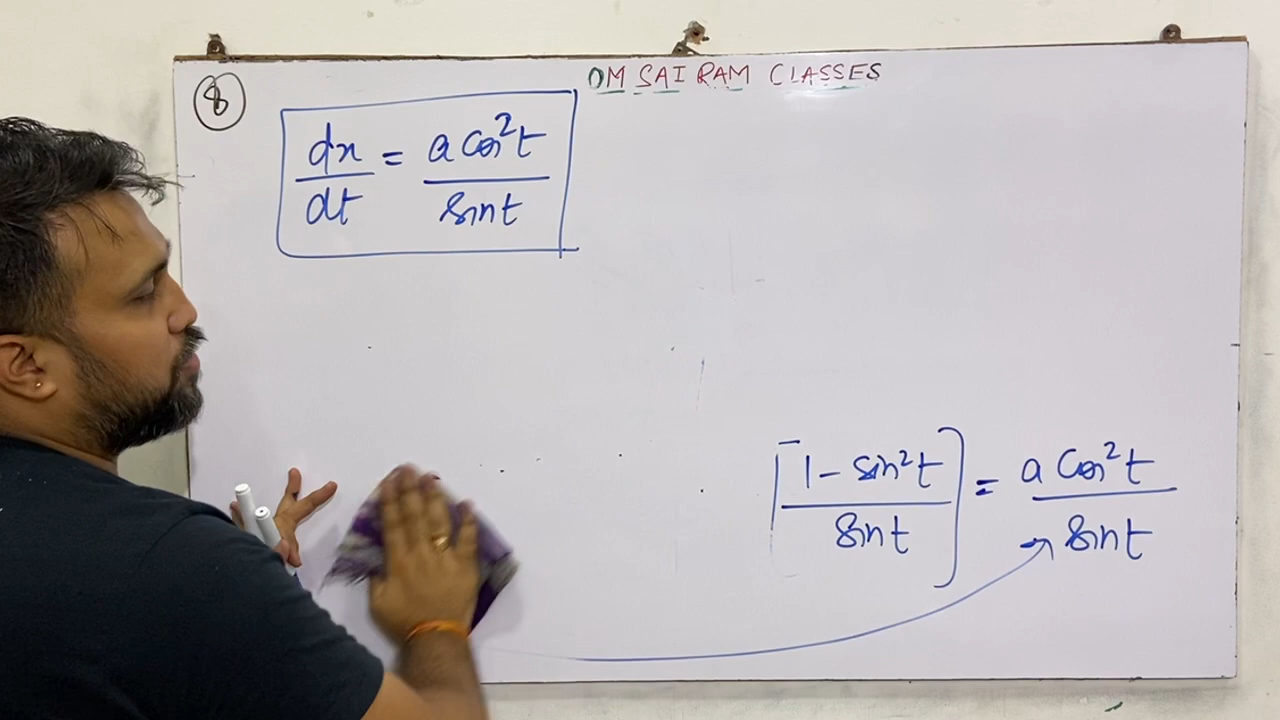 OM SAI RAM CLASSES
8
dx/dt = a cos²t / sin t
[1 - sin²t / sin t] = a cos²t / sin t